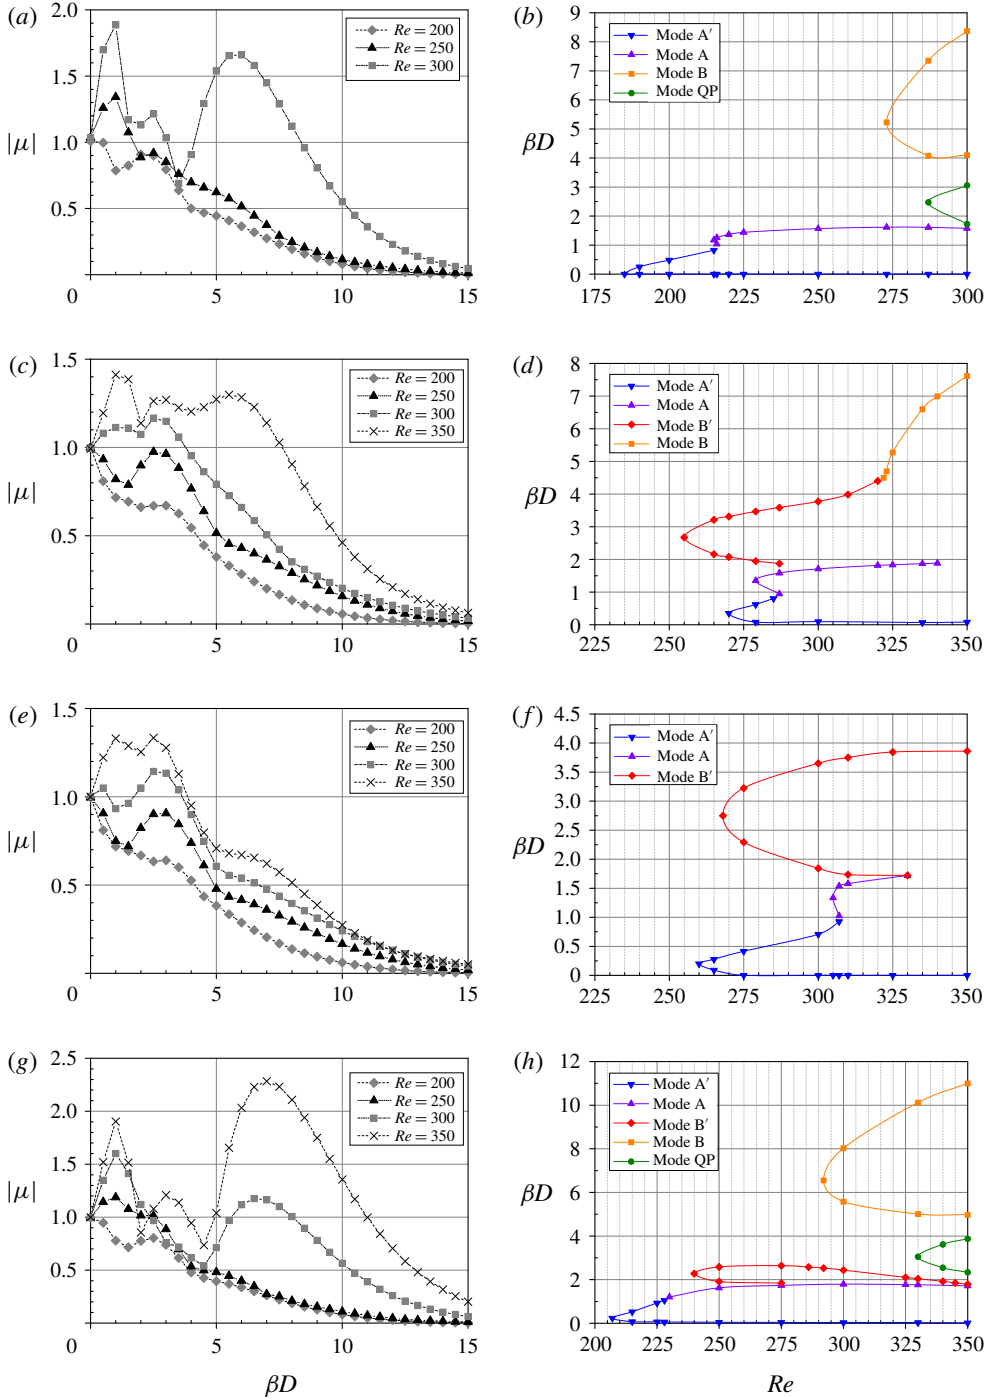 (a)
2.0
1.5
1.0
0.5
|μ|
Re = 200
Re = 250
Re = 300
0
5
10
15
(b)
9
8
7
6
5
4
3
2
1
0
βD
Mode A′
Mode A
Mode B
Mode QP
175
200
225
250
275
300
(c)
1.5
1.0
0.5
|μ|
Re = 200
Re = 250
Re = 300
Re = 350
0
5
10
15
(d)
8
7
6
5
4
3
2
1
0
βD
Mode A′
Mode A
Mode B′
Mode B
225
250
275
300
325
350
(e)
1.5
1.0
0.5
|μ|
Re = 200
Re = 250
Re = 300
Re = 350
0
5
10
15
(f)
4.5
4.0
3.5
3.0
2.5
2.0
1.5
1.0
0.5
0
βD
Mode A′
Mode A
Mode B′
225
250
275
300
325
350
(g)
2.5
2.0
1.5
1.0
0.5
|μ|
Re = 200
Re = 250
Re = 300
Re = 350
0
5
10
15
βD
(h)
12
10
8
6
4
2
0
βD
Mode A′
Mode A
Mode B′
Mode B
Mode QP
200
225
250
275
300
325
350
Re